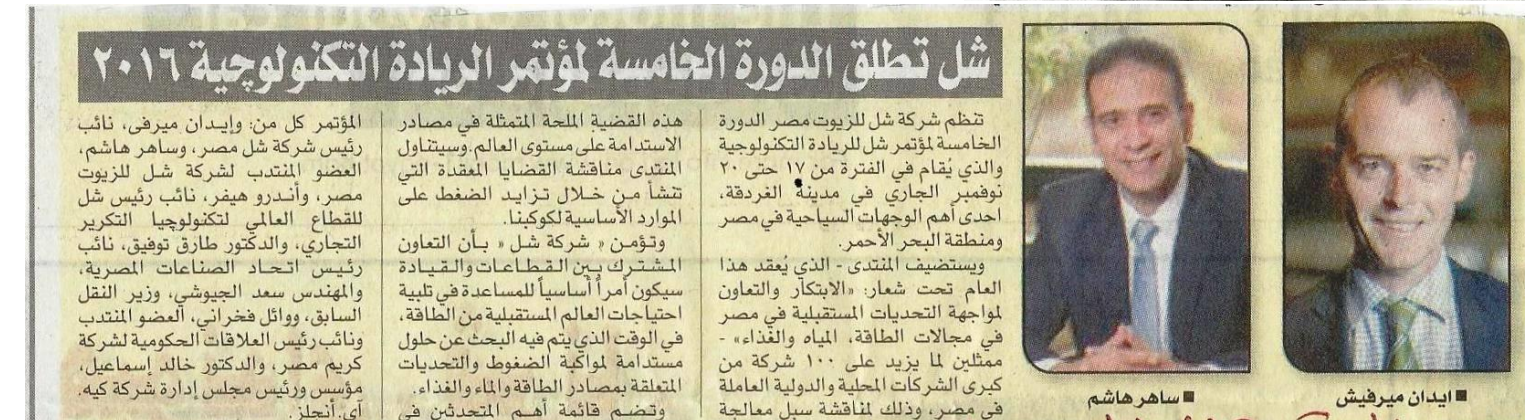 شل تطلق الدورة الخامسة لمؤتمر الريادة التكنولوجية ٢٠١٦
تنظم شركة شل للزيوت مصر الدورة
الخامسة لمؤتمر شل للريادة التكنولوجية
والذي يُقام في الفترة من ١٧ حتى ٢٠
نوفمبر الجاري في مدينة الغردقة،
احدى أهم الوجهات السياحية في مصر
ومنطقة البحر الأحمر.
ويستضيف المنتدى - الذي يُعقد هذا
العام تحت شعار: «الابتكار والتعاون
لمواجهة التحديات المستقبلية في مصر
في مجالات الطاقة، المياه والغذاء» -
ممثلين لما يزيد على ١٠٠ شركة من
كبرى الشركات المحلية والدولية العاملة
في مصر، وذلك لمناقشة سبل معالجة
هذه القضية الملحة المتمثلة في مصادر
الاستدامة على مستوى العالم.وسيتناول
المنتدى مناقشة القضايا المعقدة التي
تنشأ من خلال تزايد الضغط على
الموارد الأساسية لكوكبنا.
وتؤمن « شركة شل « بأن التعاون
المشترك بين القطاعات والقيادة
سيكون أمراً أساسياً للمساعدة في تلبية
احتياجات العالم المستقبلية من الطاقة،
في الوقت الذي يتم فيه البحث عن حلول
مستدامة لمواكبة الضغوط والتحديات
المتعلقة بمصادر الطاقة والماء والغذاء.
وتضم قائمة أهم المتحدثين في
المؤتمر كل من: وإيدان ميرفى، نائب
رئيس شركة شل مصر، وساهر هاشم،
العضو المنتدب لشركة شل للزيوت
مصر، وأندرو هيفر، نائب رئيس شل
للقطاع العالمي لتكنولوجيا التكرير
التجاري، والدكتور طارق توفيق، نائب
رئيس اتحاد الصناعات المصرية،
والمهندس سعد الجيوشي، وزير النقل
السابق، ووائل فخراني، العضو المنتدب
ونائب رئيس العلاقات الحكومية لشركة
كريم مصر، والدكتور خالد إسماعيل،
مؤسس ورئيس مجلس إدارة شركة كيه.
آي. أنجلز.
■ ساهر هاشم
■ ايدان ميرفيش